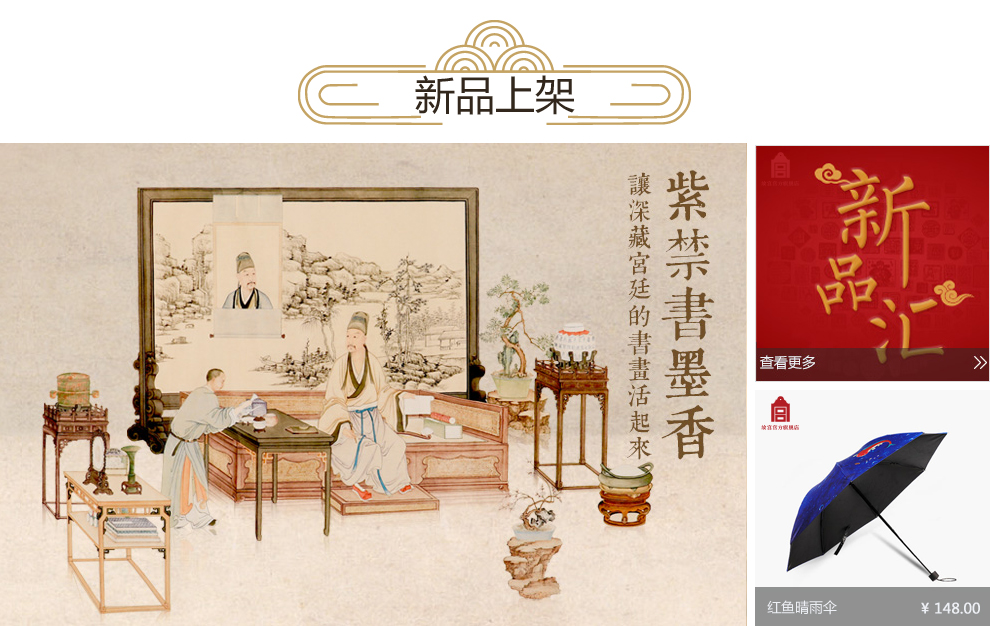 新品上架
紫禁書墨香
讓深藏宮廷的書畫活起來
新品汇
查看更多
故宫官方旗舰店
红鱼晴雨伞
¥ 148.00